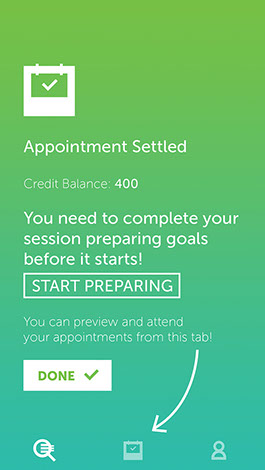 Appointment Settled
Credit Balance: 400
You need to complete your
session preparing goals
before it starts!
START PREPARING
You can preview and attend
your appointments from this tab!
DONE